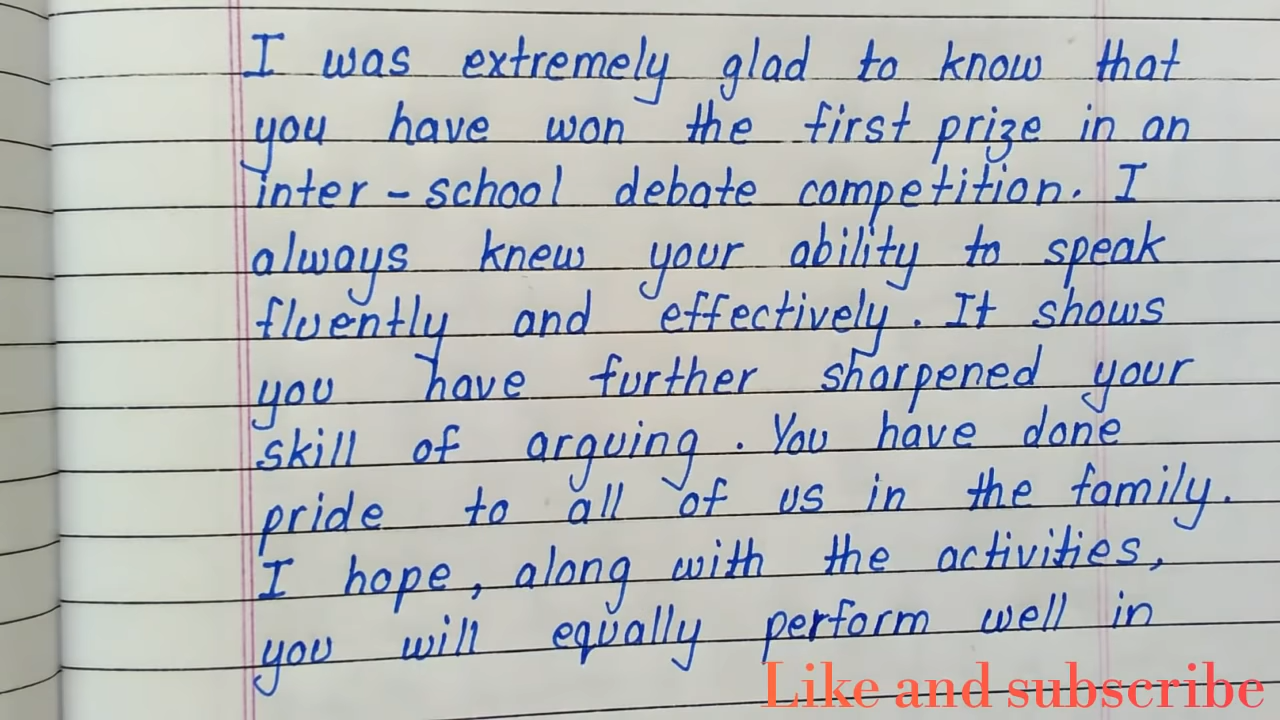 I was extremely glad to know that
you have won the first prize in an
inter-school debate competition. I
always knew your ability to speak
fluently and effectively. It shows
you have further sharpened your
skill of arguing. You have done
pride to all of us in the family.
I hope, along with the activities,
you will equally perform well in
Like and subscribe